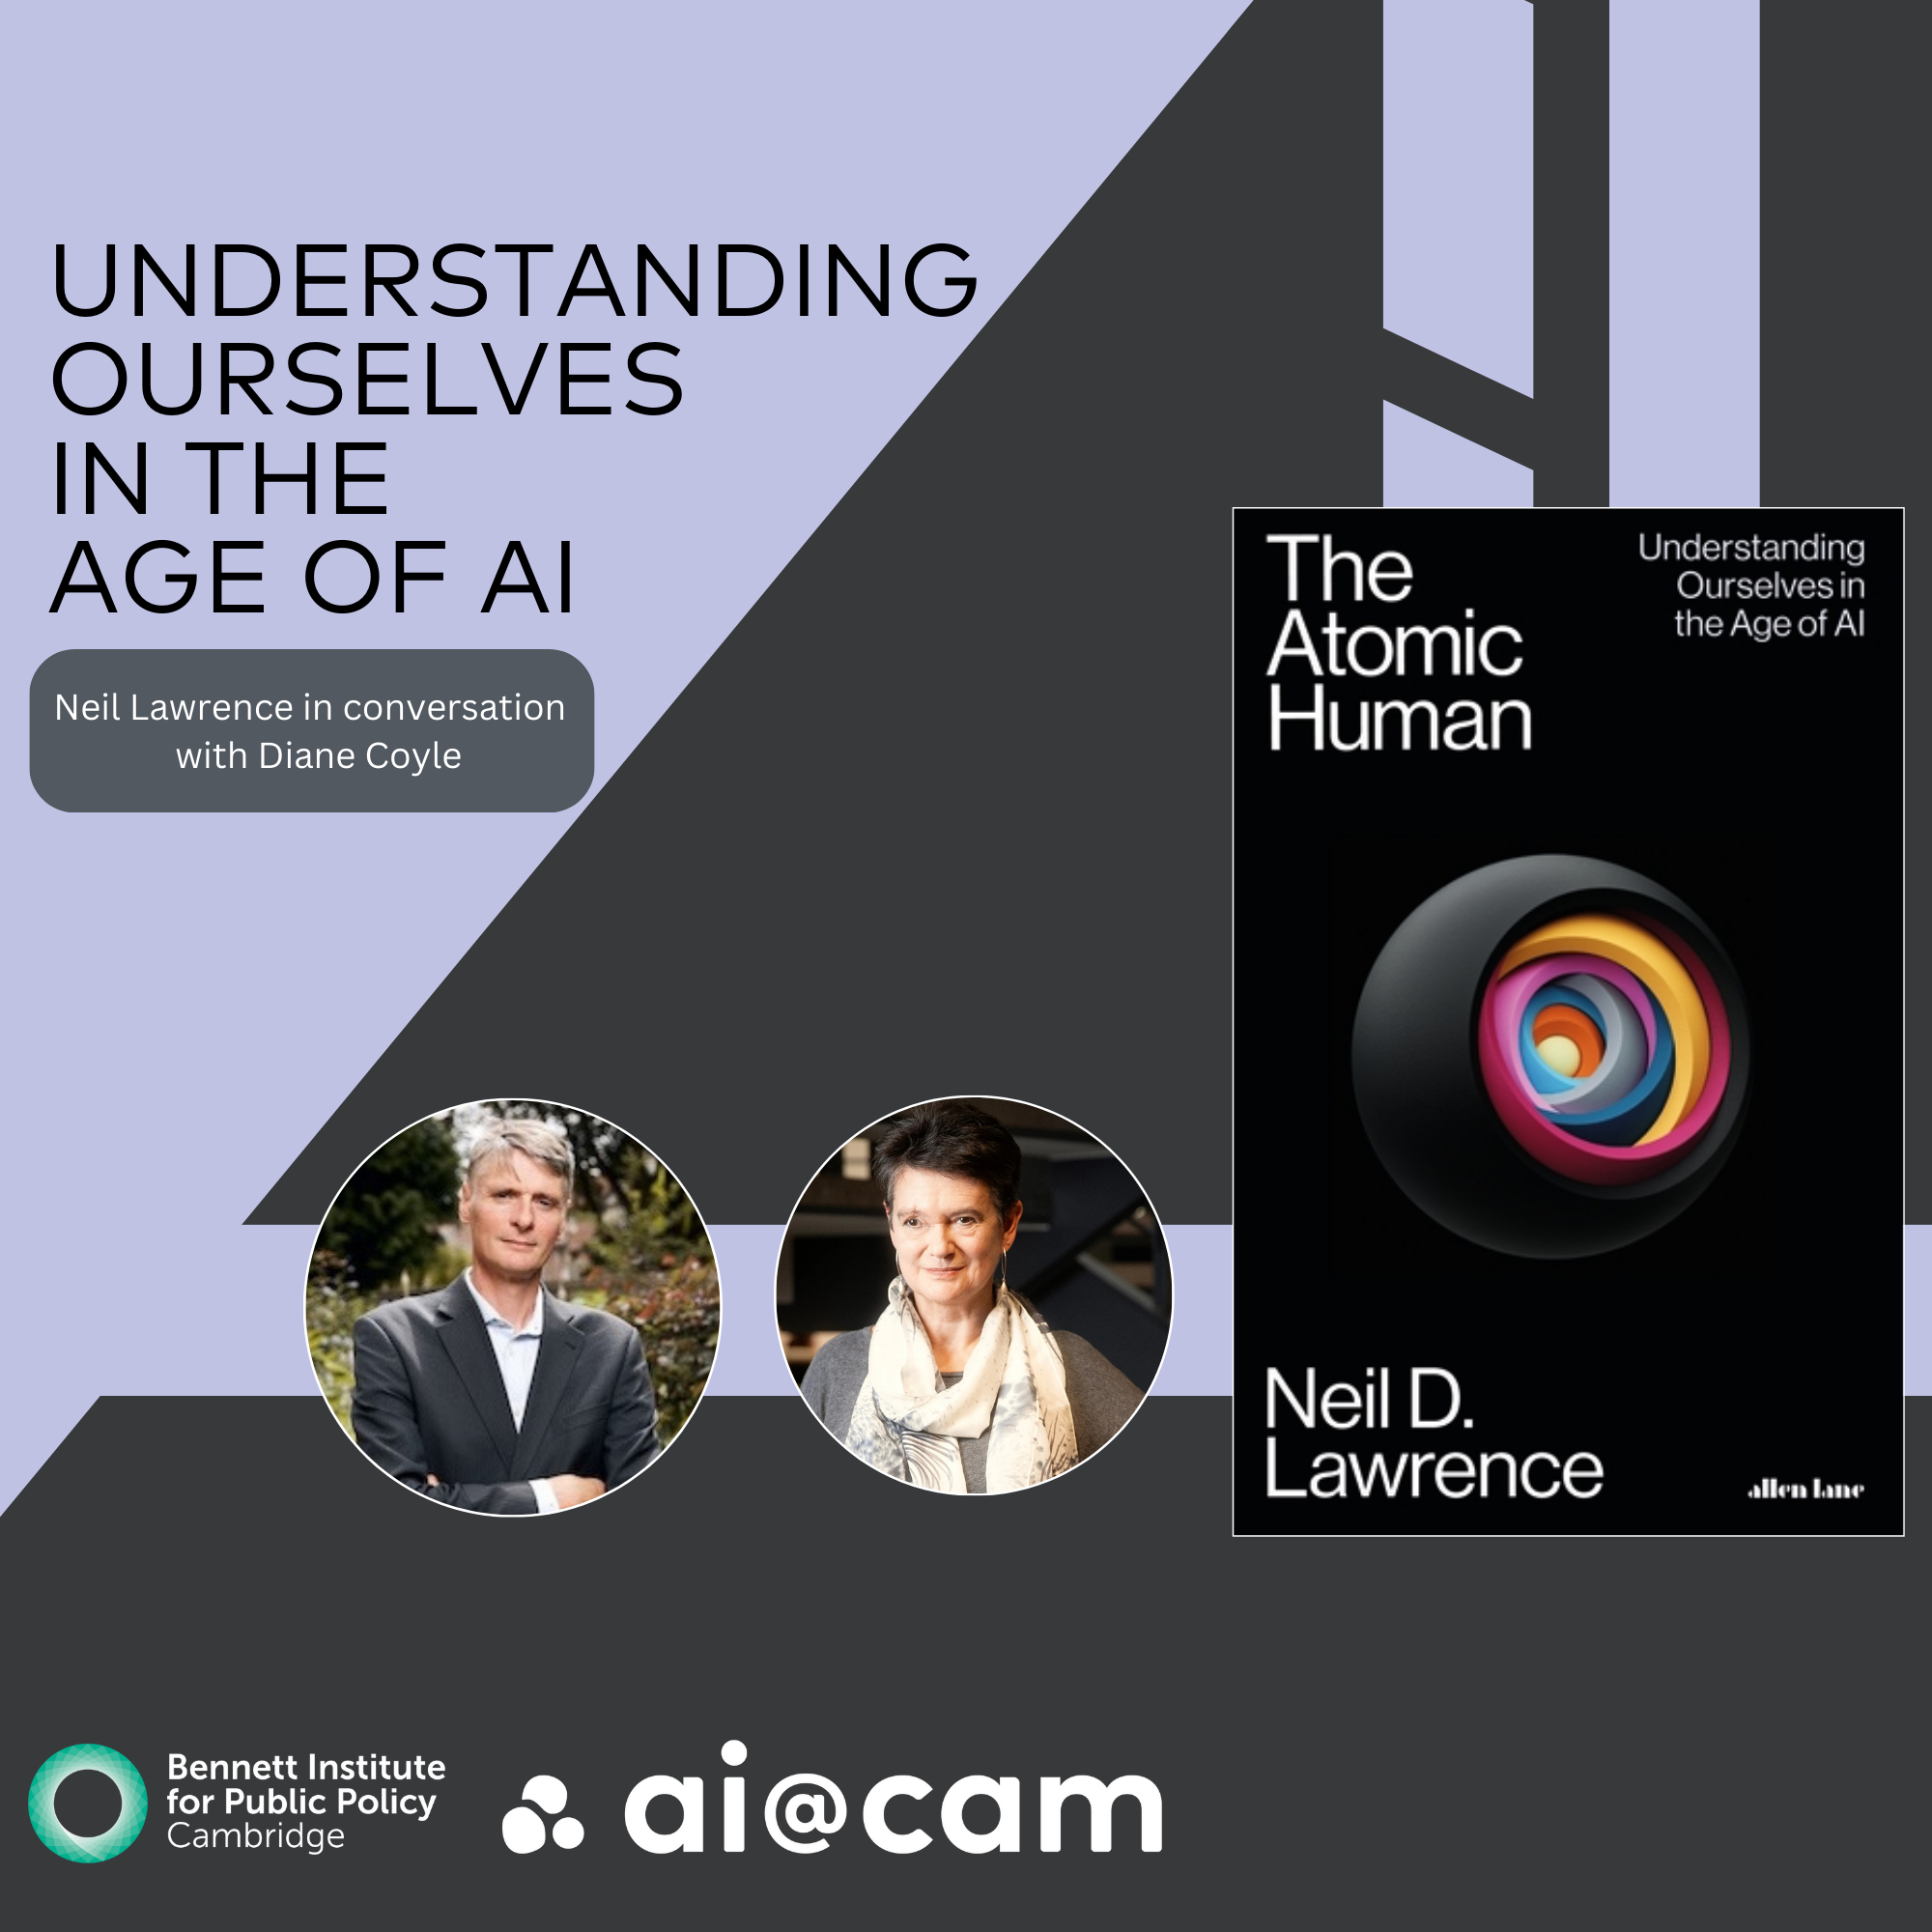 UNDERSTANDING
OURSELVES
IN THE
AGE OF AI
Neil Lawrence in conversation
with Diane Coyle
The
Atomic
Human
Understanding
Ourselves in
the Age of AI
Neil D.
Lawrence
allen lane
Bennett Institute
for Public Policy
Cambridge
ai@cam